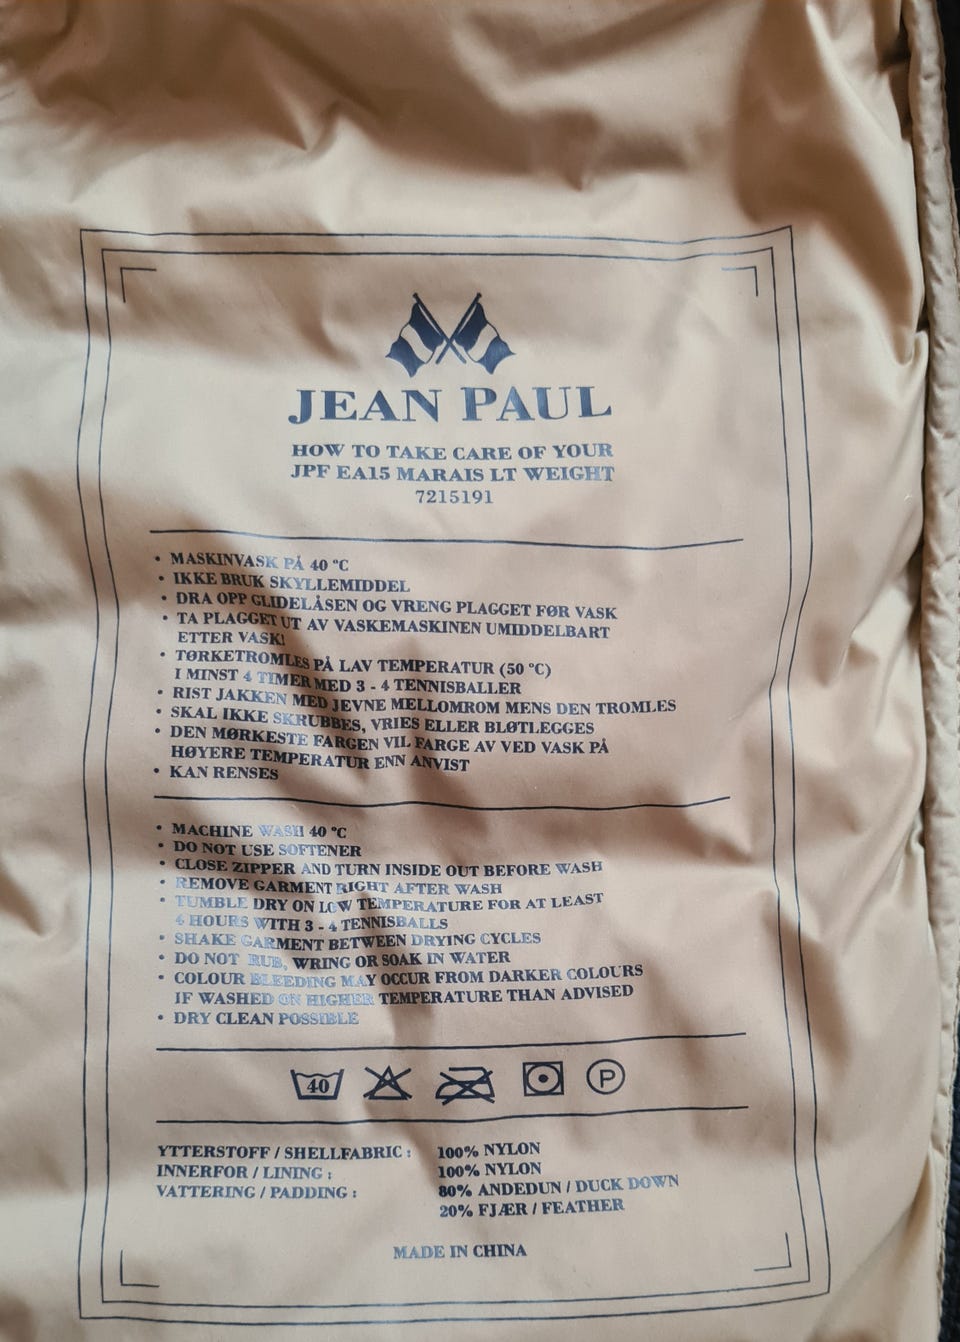 JEAN PAUL
HOW TO TAKE CARE OF YOUR
JPF EA15 MARAIS LT WEIGHT
7215191
• MASKINVASK PÅ 40 ºC
• IKKE BRUK SKYLLEMIDDEL
• DRA OPP GLIDELÅSEN OG VRENG PLAGGET FØR VASK
• TA PLAGGET UT AV VASKEMASKINEN UMIDDELBART
ETTER VASK!
• TØRKETROMLES PÅ LAV TEMPERATUR (50 ºC)
I MINST 4 TIMER MED 3 - 4 TENNISBALLER
• RIST JAKKEN MED JEVNE MELLOMROM MENS DEN TROMLES
• SKAL IKKE SKRUBBES, VRIES ELLER BLØTLEGGES
• DEN MØRKESTE FARGEN VIL FARGE AV VED VASK PÅ
HØYERE TEMPERATUR ENN ANVIST
• KAN RENSES
• MACHINE WASH 40 ºC
• DO NOT USE SOFTENER
• CLOSE ZIPPER AND TURN INSIDE OUT BEFORE WASH
• REMOVE GARMENT RIGHT AFTER WASH
• TUMBLE DRY ON LOW TEMPERATURE FOR AT LEAST
4 HOURS WITH 3 - 4 TENNISBALLS
• SHAKE GARMENT BETWEEN DRYING CYCLES
• DO NOT RUB, WRING OR SOAK IN WATER
• COLOUR BLEEDING MAY OCCUR FROM DARKER COLOURS
IF WASHED ON HIGHER TEMPERATURE THAN ADVISED
• DRY CLEAN POSSIBLE
40 P
YTTERSTOFF / SHELLFABRIC : 100% NYLON
INNERFOR / LINING : 100% NYLON
VATTERING / PADDING : 80% ANDEDUN / DUCK DOWN
20% FJÆR / FEATHER
MADE IN CHINA